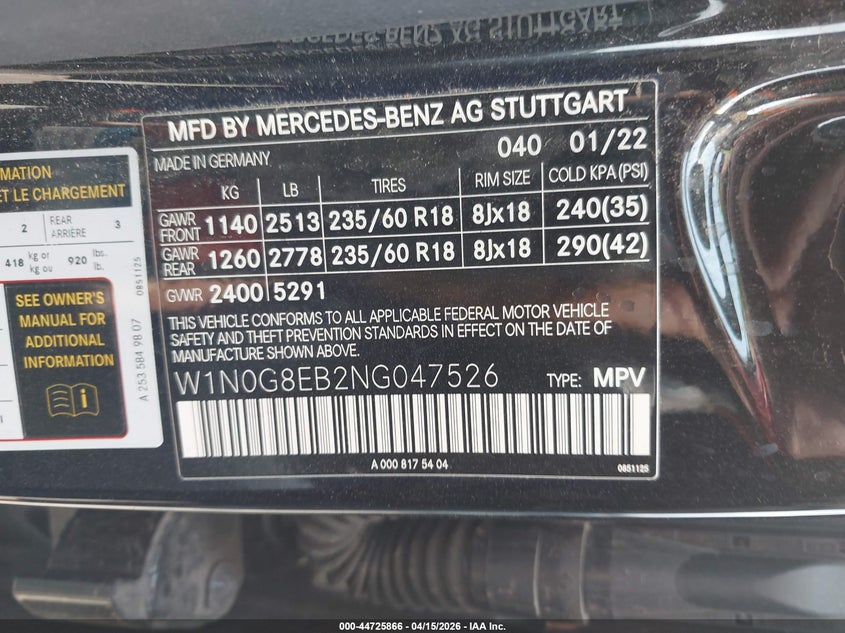 MFD BY MERCEDES-BENZ AG STUTTGART
MADE IN GERMANY 040 01/22
KG LB TIRES RIM SIZE COLD KPA(PSI)
GAWR FRONT 1140 2513 235/60 R18 8Jx18 240(35)
GAWR REAR 1260 2778 235/60 R18 8Jx18 290(42)
GVWR 2400 5291
THIS VEHICLE CONFORMS TO ALL APPLICABLE FEDERAL MOTOR VEHICLE
SAFETY AND THEFT PREVENTION STANDARDS IN EFFECT ON THE DATE OF
MANUFACTURE SHOWN ABOVE.
W1N0G8EB2NG047526 TYPE: MPV
A 000 817 54 04 0851125
MATION
ET LE CHARGEMENT
2 REAR ARRIÈRE 3
418 kg or kg ou 920 lbs. lb.
SEE OWNER'S
MANUAL FOR
ADDITIONAL
INFORMATION
A 253 584 98 07 0851125
000-44725866 - 04/15/2026 - IAA Inc.